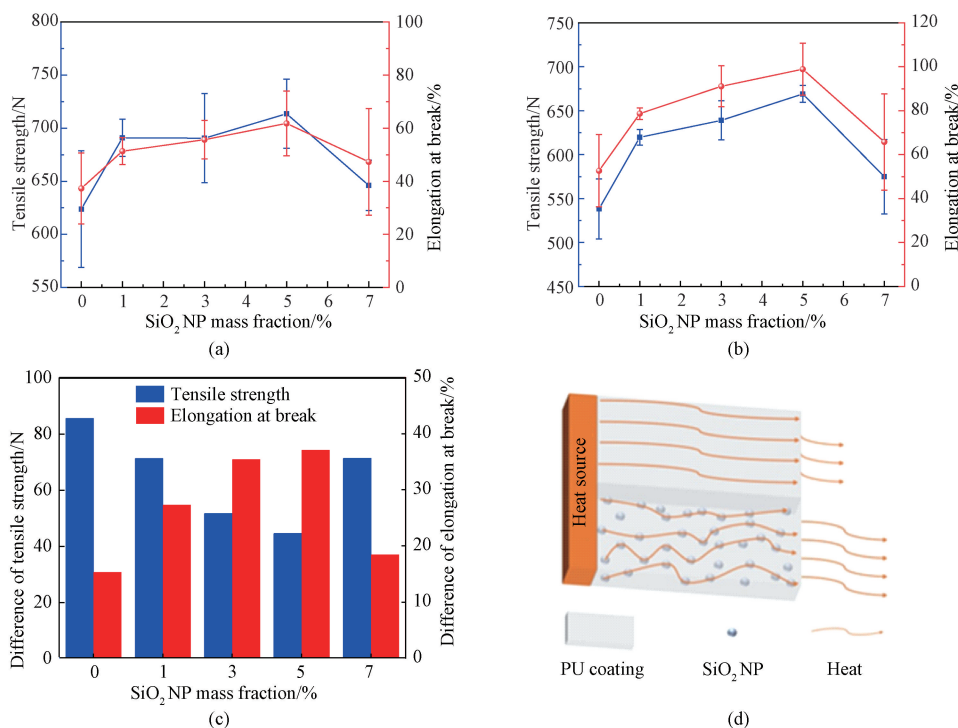 800
750
700
650
600
550
Tensile strength/N
100
80
60
40
20
0
Elongation at break/%
0 1 2 3 4 5 6 7
SiO₂ NP mass fraction/%
(a)
700
650
600
550
500
450
Tensile strength/N
120
100
80
60
40
20
0
Elongation at break/%
0 1 2 3 4 5 6 7
SiO₂ NP mass fraction/%
(b)
100
80
60
40
20
0
Difference of tensile strength/N
Tensile strength
Elongation at break
50
40
30
20
10
0
Difference of elongation at break/%
0 1 3 5 7
SiO₂ NP mass fraction/%
(c)
Heat source
PU coating SiO₂ NP Heat
(d)